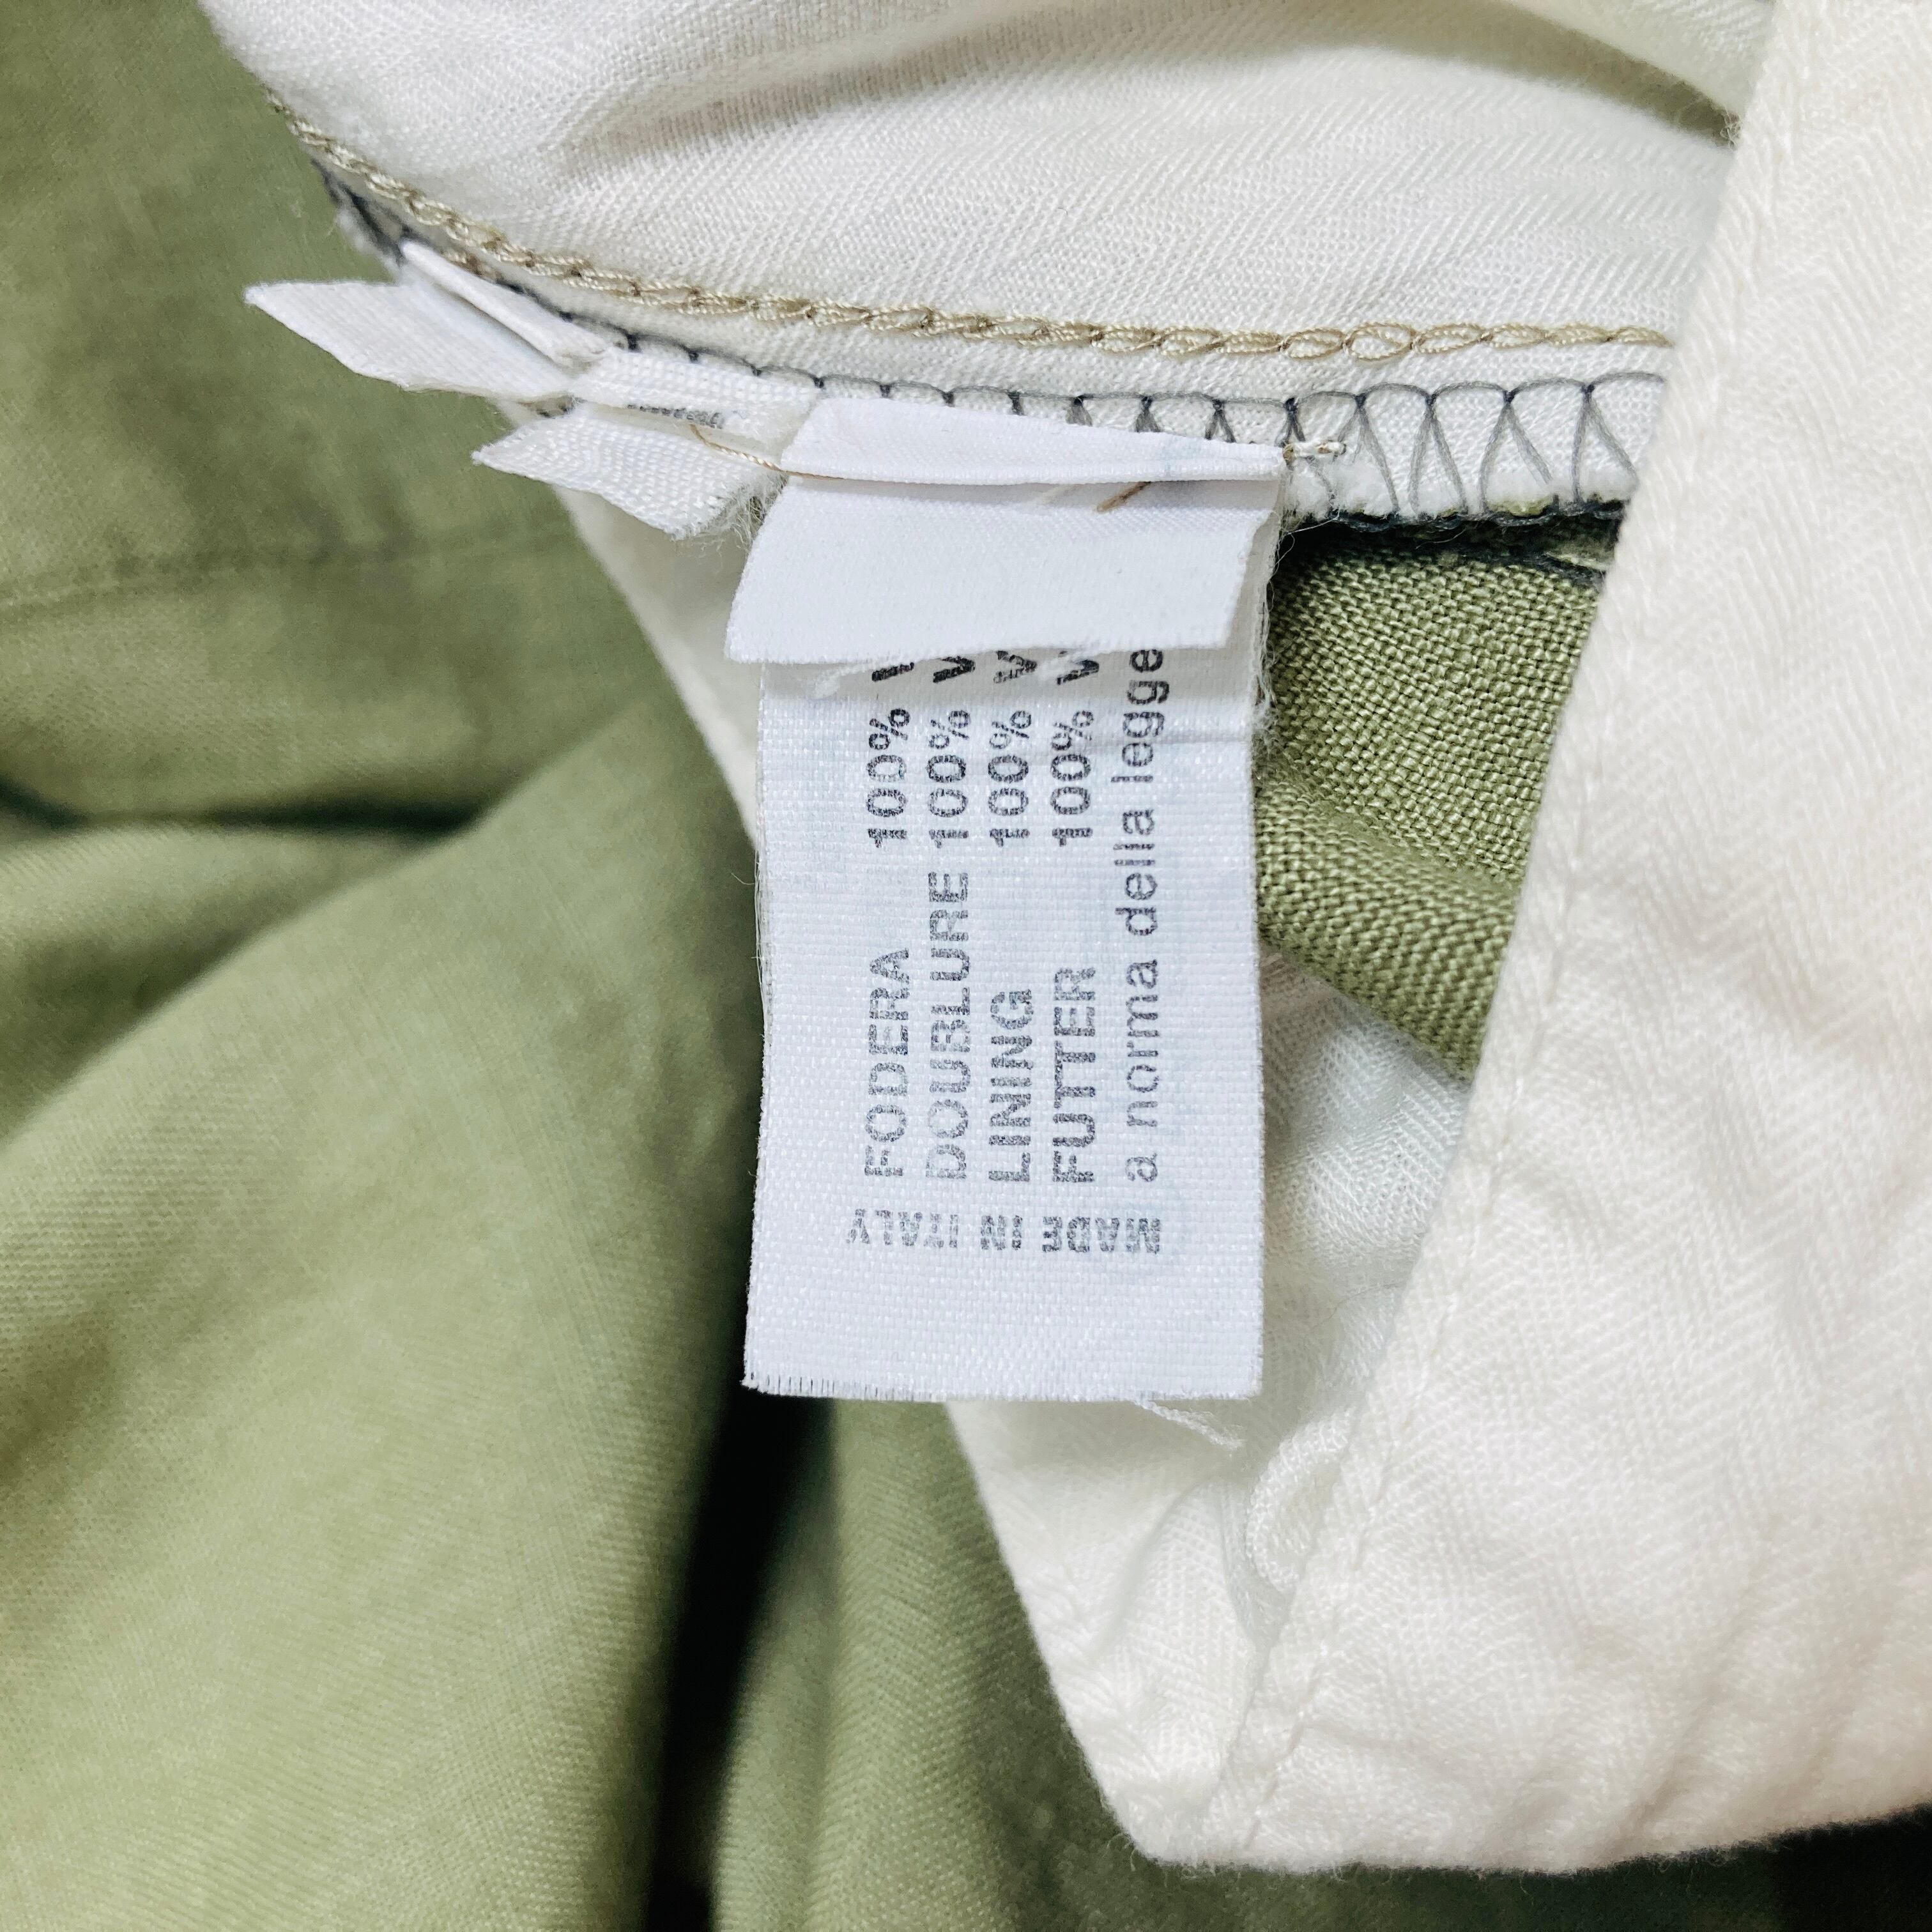 FODERA 100% V
DOUBLURE 100% V
LINING 100% V
FUTTER 100% V
a norma della legge
MADE IN ITALY